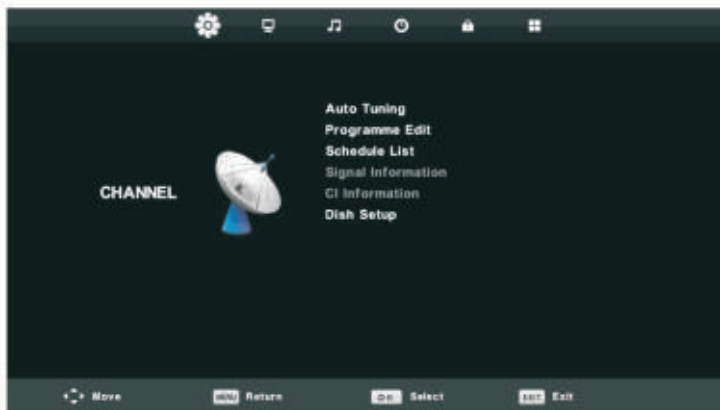 Auto Tuning
Programme Edit
Schedule List
Signal Information
CI Information
Dish Setup
CHANNEL
Move MENU Return OK Select EXIT Exit